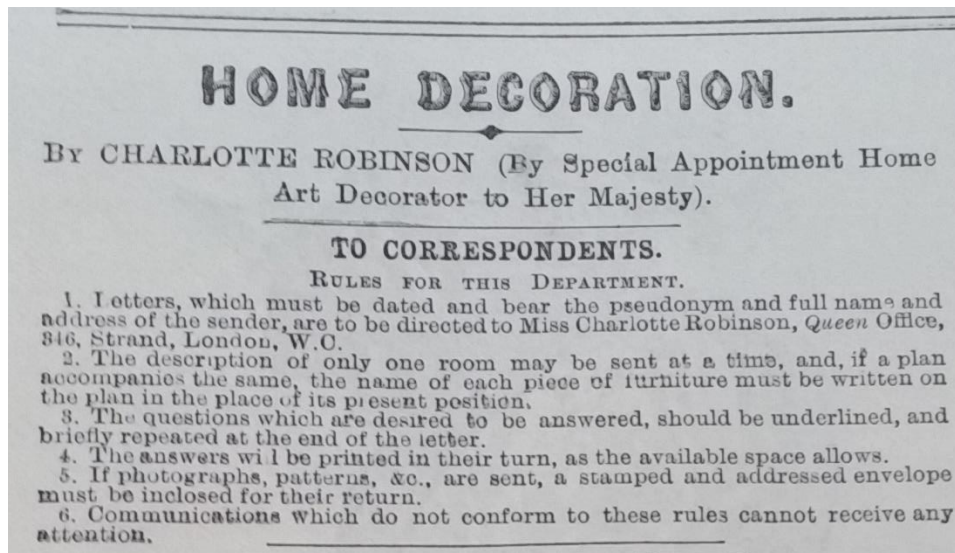 HOME DECORATION.
BY CHARLOTTE ROBINSON (By Special Appointment Home
Art Decorator to Her Majesty).
TO CORRESPONDENTS.
RULES FOR THIS DEPARTMENT.
1. Letters, which must be dated and bear the pseudonym and full name and
address of the sender, are to be directed to Miss Charlotte Robinson, Queen Office,
346, Strand, London, W.C.
2. The description of only one room may be sent at a time, and, if a plan
accompanies the same, the name of each piece of furniture must be written on
the plan in the place of its present position.
3. The questions which are desired to be answered, should be underlined, and
briefly repeated at the end of the letter.
4. The answers will be printed in their turn, as the available space allows.
5. If photographs, patterns, &c., are sent, a stamped and addressed envelope
must be inclosed for their return.
6. Communications which do not conform to these rules cannot receive any
attention.